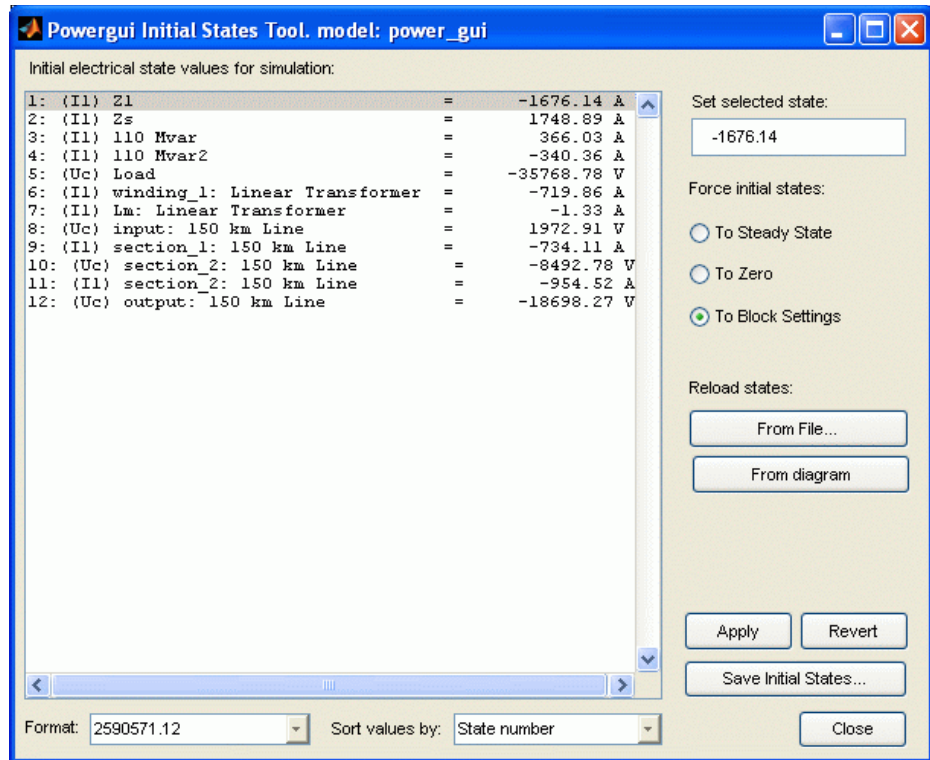 Powergui Initial States Tool. model: power_gui
Initial electrical state values for simulation:
1: (Il) Zl = -1676.14 A
2: (Il) Zs = 1748.89 A
3: (Il) 110 Mvar = 366.03 A
4: (Il) 110 Mvar2 = -340.36 A
5: (Uc) Load = -35768.78 V
6: (Il) winding_1: Linear Transformer = -719.86 A
7: (Il) Lm: Linear Transformer = -1.33 A
8: (Uc) input: 150 km Line = 1972.91 V
9: (Il) section_1: 150 km Line = -734.11 A
10: (Uc) section_2: 150 km Line = -8492.78 V
11: (Il) section_2: 150 km Line = -954.52 A
12: (Uc) output: 150 km Line = -18698.27 V
Set selected state:
-1676.14
Force initial states:
To Steady State
To Zero
To Block Settings
Reload states:
From File...
From diagram
Apply Revert
Save Initial States...
Format: 2590571.12 Sort values by: State number Close